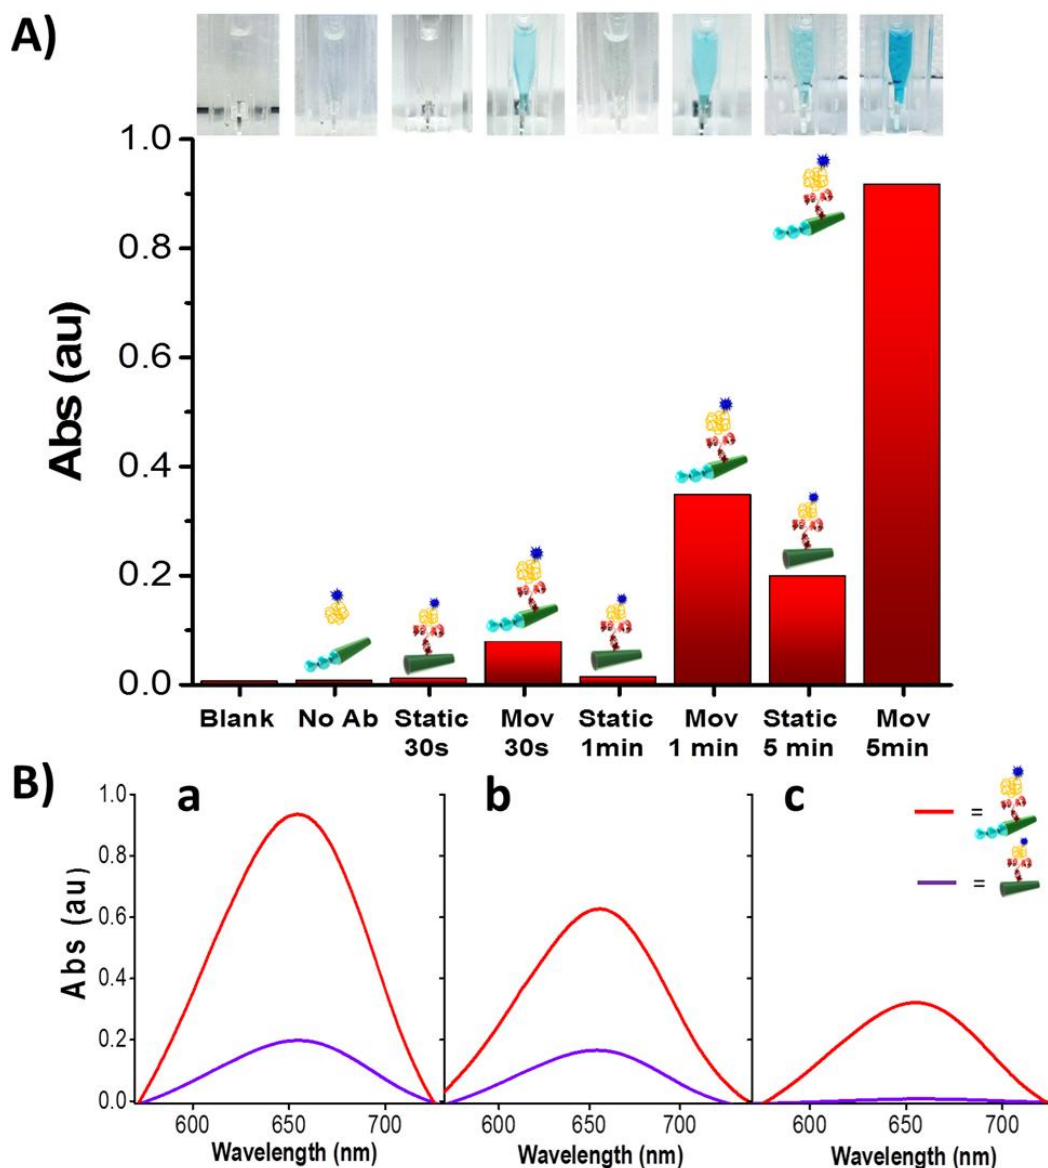 A)
1.0
0.8
0.6
0.4
0.2
0.0
Abs (au)
Blank No Ab Static Mov Static Mov Static Mov
30s 30s 1min 1 min 5 min 5min
B)
a b c
1.0
0.8
0.6
0.4
0.2
0.0
Abs (au)
=
=
600 650 700 600 650 700 600 650 700
Wavelength (nm) Wavelength (nm) Wavelength (nm)